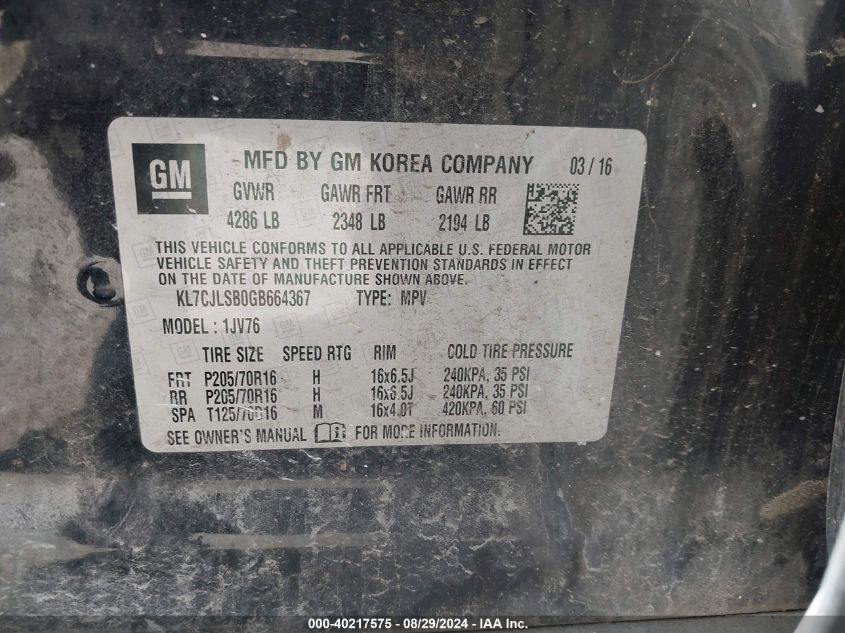 GM
MFD BY GM KOREA COMPANY 03/16
GVWR GAWR FRT GAWR RR
4286 LB 2348 LB 2194 LB
THIS VEHICLE CONFORMS TO ALL APPLICABLE U.S. FEDERAL MOTOR
VEHICLE SAFETY AND THEFT PREVENTION STANDARDS IN EFFECT
ON THE DATE OF MANUFACTURE SHOWN ABOVE.
KL7CJLSB0GB664367 TYPE: MPV
MODEL: 1JV76
TIRE SIZE SPEED RTG RIM COLD TIRE PRESSURE
FRT P205/70R16 H 16x6.5J 240KPA, 35 PSI
RR P205/70R16 H 16x6.5J 240KPA, 35 PSI
SPA T125/70R16 M 16x4.0T 420KPA, 60 PSI
SEE OWNER'S MANUAL FOR MORE INFORMATION.
000-40217575 - 08/29/2024 - IAA Inc.